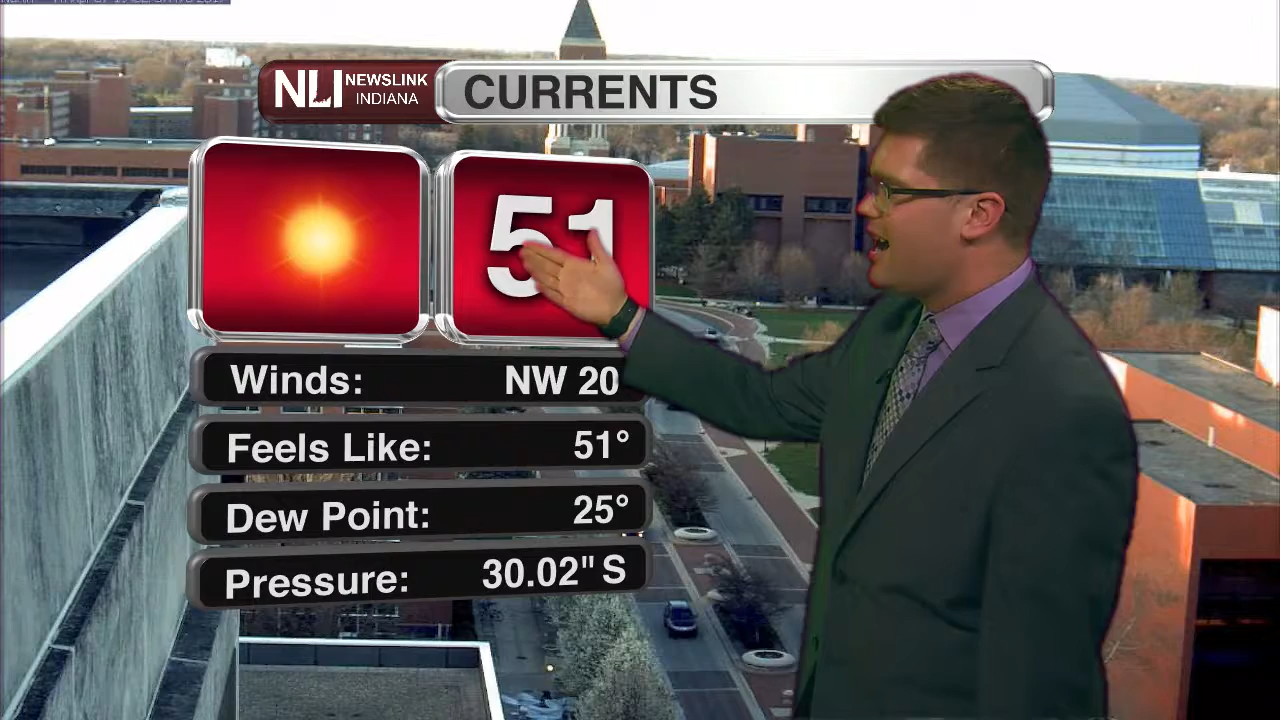 NLI NEWSLINK INDIANA
CURRENTS
51
Winds: NW 20
Feels Like: 51°
Dew Point: 25°
Pressure: 30.02" S